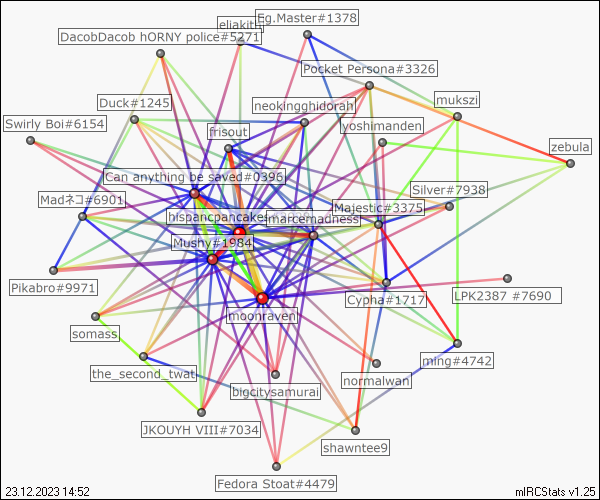 Eg.Master#1378
eliakith
DacobDacob hORNY police#5271
Pocket Persona#3326
Duck#1245
neokingghidorah
mukszi
Swirly Boi#6154
frisout
yoshimanden
zebula
Can anything be saved#0396
Silver#7938
Madネコ#6901
hispancpancake
marcemadness
Majestic#3375
Mushy#1984
Pikabro#9971
Cypha#1717
LPK2387 #7690
moonraven
somass
ming#4742
the_second_twat
normalwan
bigcitysamurai
JKOUYH VIII#7034
shawntee9
Fedora Stoat#4479
23.12.2023 14:52
mIRCStats v1.25